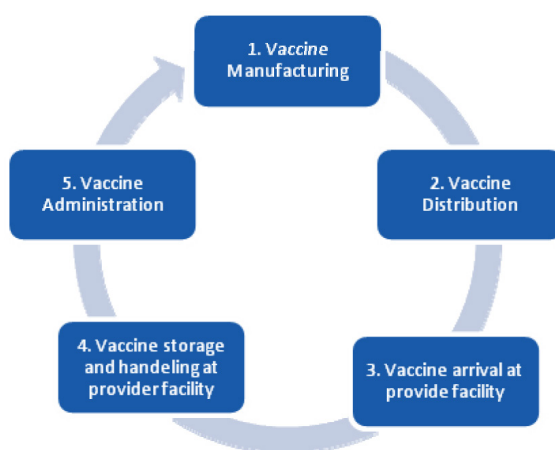 1. Vaccine
Manufacturing
2. Vaccine
Distribution
3. Vaccine arrival at
provide facility
4. Vaccine storage
and handeling at
provider facility
5. Vaccine
Administration